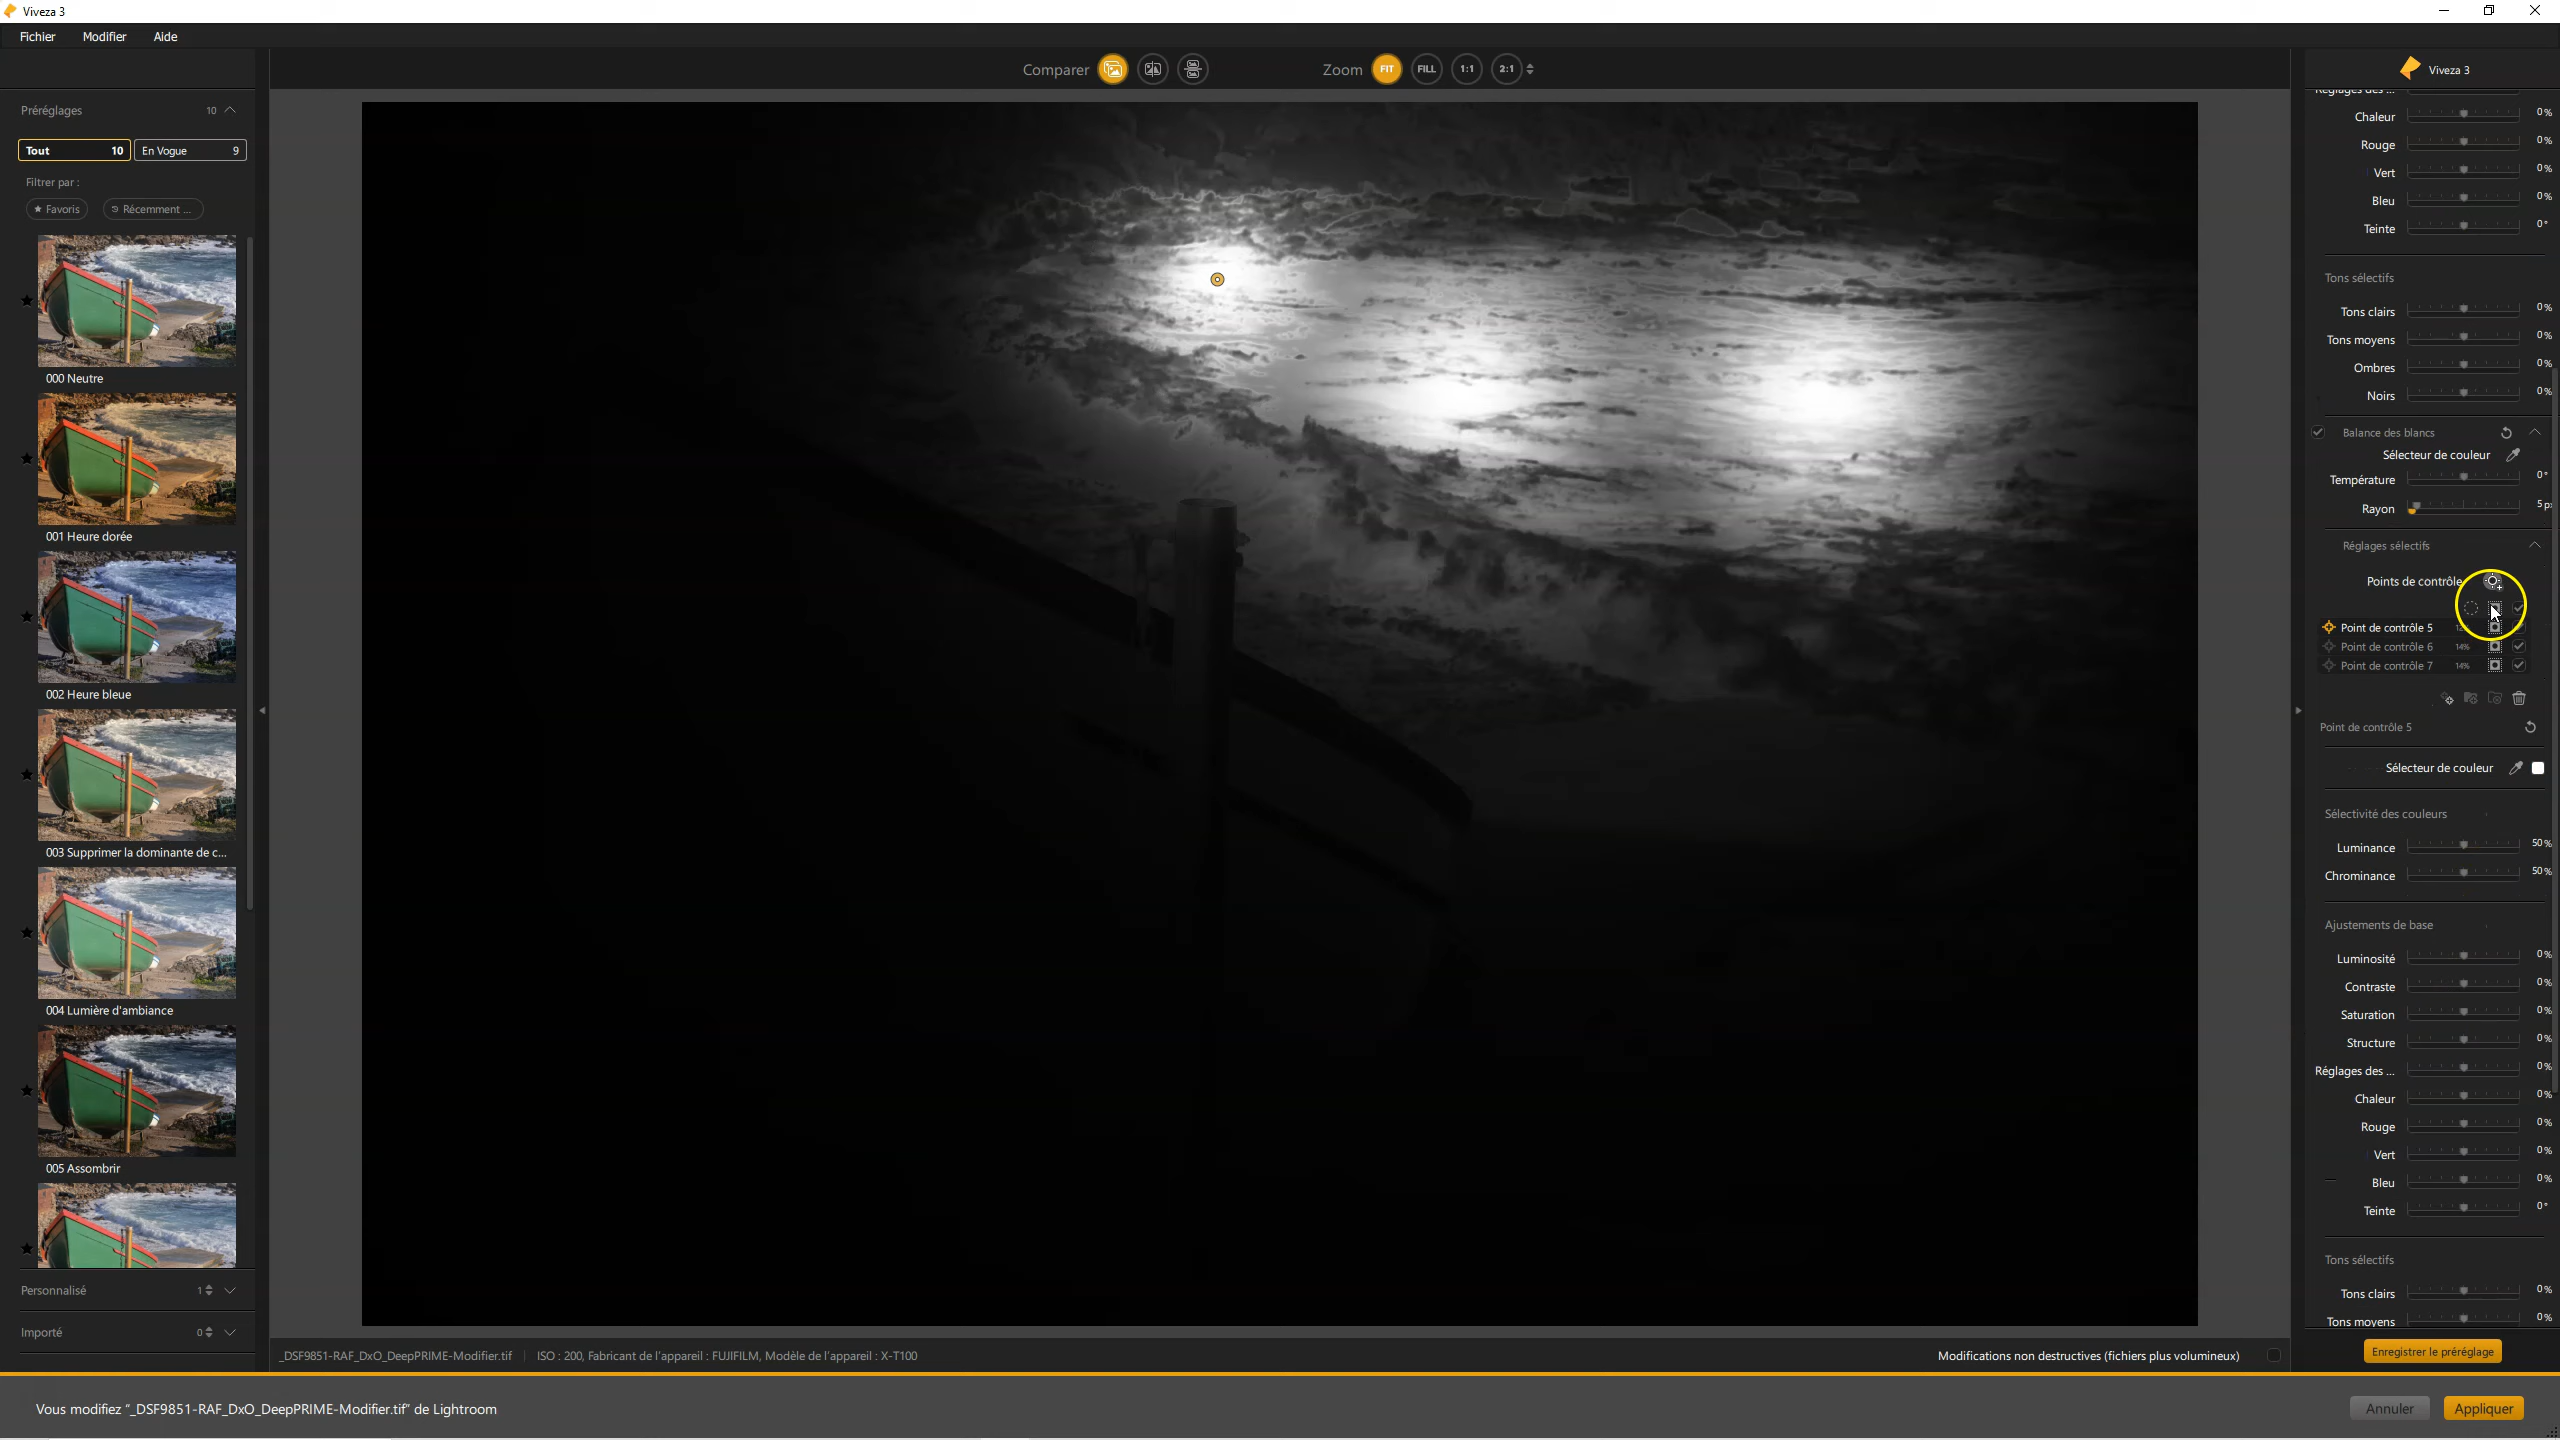 Viveza 3
Fichier Modifier Aide
Comparer Zoom FIT FILL 1:1 2:1
Viveza 3
Préréglages 10
Tout 10 En Vogue 9
Filtrer par :
Favoris Récemment ...
000 Neutre
001 Heure dorée
002 Heure bleue
003 Supprimer la dominante de c...
004 Lumière d'ambiance
005 Assombrir
Personnalisé 1
Importé 0
Réglages des ...
Chaleur 0%
Rouge 0%
Vert 0%
Bleu 0%
Teinte 0°
Tons sélectifs
Tons clairs 0%
Tons moyens 0%
Ombres 0%
Noirs 0%
Balance des blancs
Sélecteur de couleur
Température 0°
Rayon 5 px
Réglages sélectifs
Points de contrôle
Point de contrôle 5
Point de contrôle 6 14%
Point de contrôle 7 14%
Point de contrôle 5
Sélecteur de couleur
Sélectivité des couleurs
Luminance 50%
Chrominance 50%
Ajustements de base
Luminosité 0%
Contraste 0%
Saturation 0%
Structure 0%
Réglages des ... 0%
Chaleur 0%
Rouge 0%
Vert 0%
Bleu 0%
Teinte 0°
Tons sélectifs
Tons clairs 0%
Tons moyens 0%
Enregistrer le préréglage
_DSF9851-RAF_DxO_DeepPRIME-Modifier.tif ISO : 200, Fabricant de l'appareil : FUJIFILM, Modèle de l'appareil : X-T100
Modifications non destructives (fichiers plus volumineux)
Vous modifiez "_DSF9851-RAF_DxO_DeepPRIME-Modifier.tif" de Lightroom
Annuler Appliquer